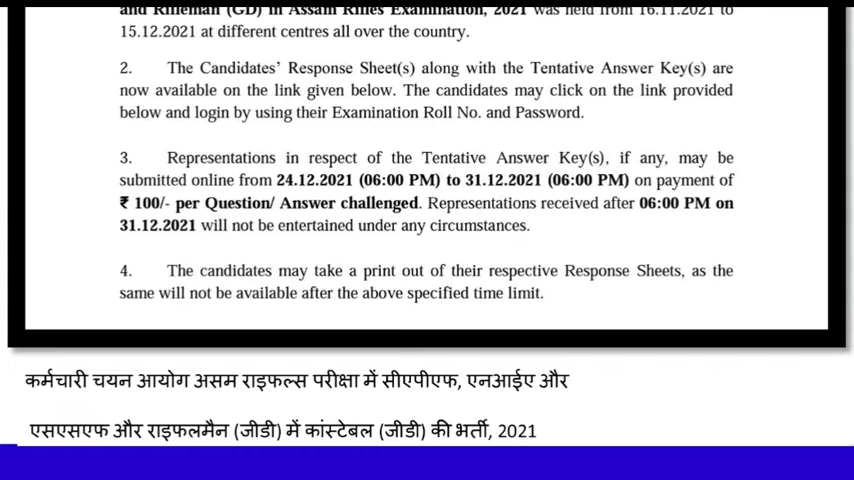 and Rifleman (GD) in Assam Rifles Examination, 2021 was held from 16.11.2021 to
15.12.2021 at different centres all over the country.
2. The Candidates' Response Sheet(s) along with the Tentative Answer Key(s) are
now available on the link given below. The candidates may click on the link provided
below and login by using their Examination Roll No. and Password.
3. Representations in respect of the Tentative Answer Key(s), if any, may be
submitted online from 24.12.2021 (06:00 PM) to 31.12.2021 (06:00 PM) on payment of
₹ 100/- per Question/ Answer challenged. Representations received after 06:00 PM on
31.12.2021 will not be entertained under any circumstances.
4. The candidates may take a print out of their respective Response Sheets, as the
same will not be available after the above specified time limit.
कर्मचारी चयन आयोग असम राइफल्स परीक्षा में सीएपीएफ, एनआईए और
एसएसएफ और राइफलमैन (जीडी) में कांस्टेबल (जीडी) की भर्ती, 2021